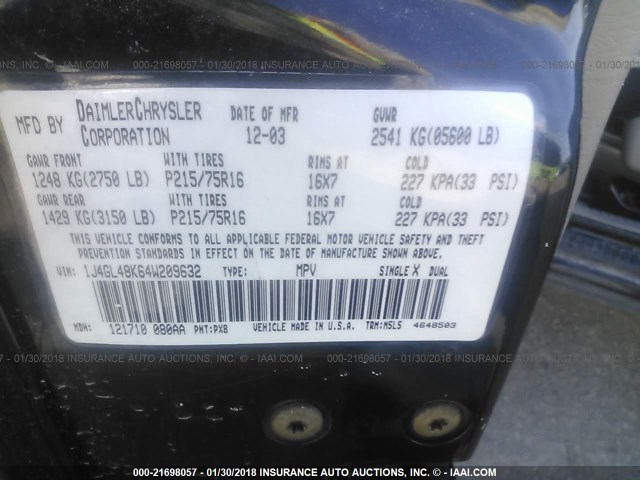 000-21698057 - 01/30/2018 INSURANCE AUTO AUCTIONS, INC. - © - IAAI.COM
MFD BY DAIMLERCHRYSLER CORPORATION DATE OF MFR 12-03 GVWR 2541 KG(05600 LB)
GAWR FRONT WITH TIRES RIMS AT COLD
1248 KG(2750 LB) P215/75R16 16X7 227 KPA(33 PSI)
GAWR REAR WITH TIRES RIMS AT COLD
1429 KG(3150 LB) P215/75R16 16X7 227 KPA(33 PSI)
THIS VEHICLE CONFORMS TO ALL APPLICABLE FEDERAL MOTOR VEHICLE SAFETY AND THEFT
PREVENTION STANDARDS IN EFFECT ON THE DATE OF MANUFACTURE SHOWN ABOVE.
VIN: 1J4GL48K64W209632 TYPE: MPV SINGLE X DUAL
MDH: 121710 080AA PNT:PX8 VEHICLE MADE IN U.S.A. TRM:M5L5 4648503
000-21698057 - 01/30/2018 INSURANCE AUTO AUCTIONS, INC. - © - IAAI.COM
000-21698057 - 01/30/2018 INSURANCE AUTO AUCTIONS, INC. - © - IAAI.COM